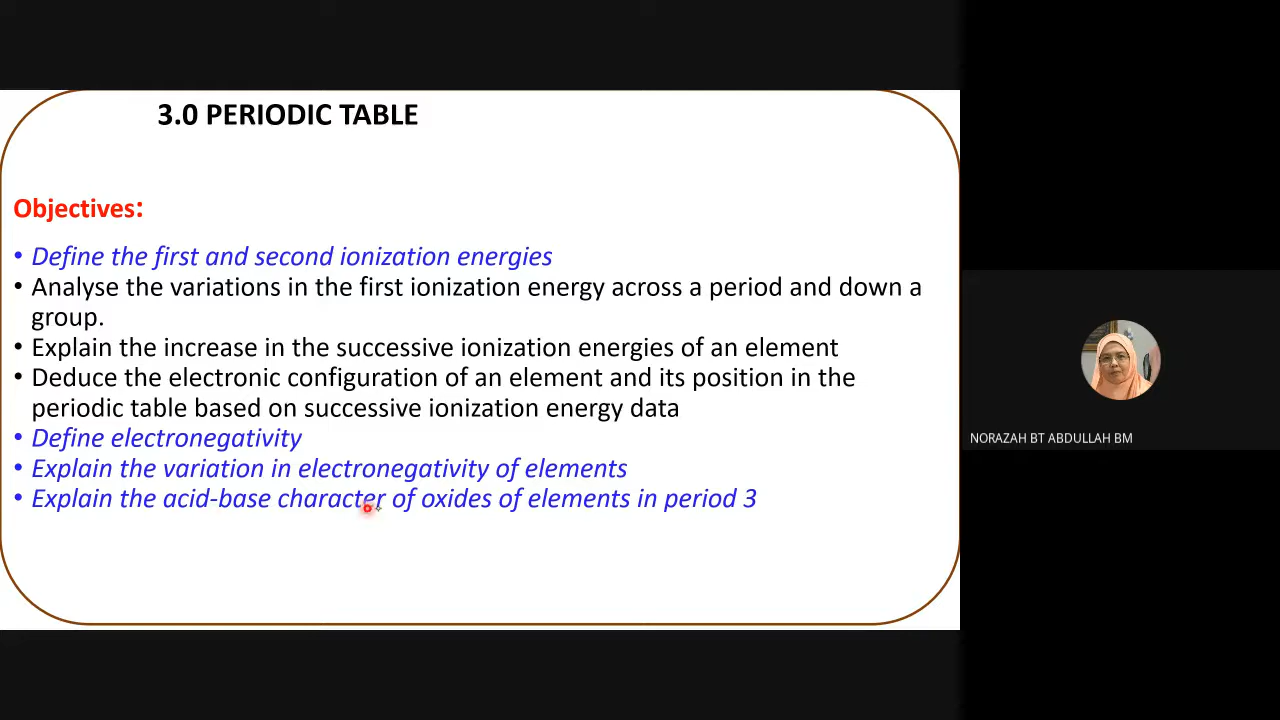 3.0 PERIODIC TABLE
Objectives:
• Define the first and second ionization energies
• Analyse the variations in the first ionization energy across a period and down a
group.
• Explain the increase in the successive ionization energies of an element
• Deduce the electronic configuration of an element and its position in the
periodic table based on successive ionization energy data
• Define electronegativity
• Explain the variation in electronegativity of elements
• Explain the acid-base character of oxides of elements in period 3
NORAZAH BT ABDULLAH BM